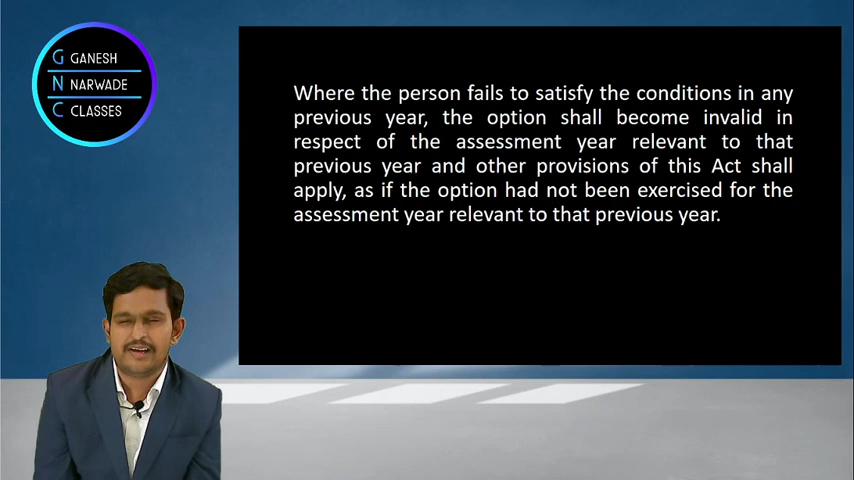 G GANESH
N NARWADE
C CLASSES
Where the person fails to satisfy the conditions in any
previous year, the option shall become invalid in
respect of the assessment year relevant to that
previous year and other provisions of this Act shall
apply, as if the option had not been exercised for the
assessment year relevant to that previous year.